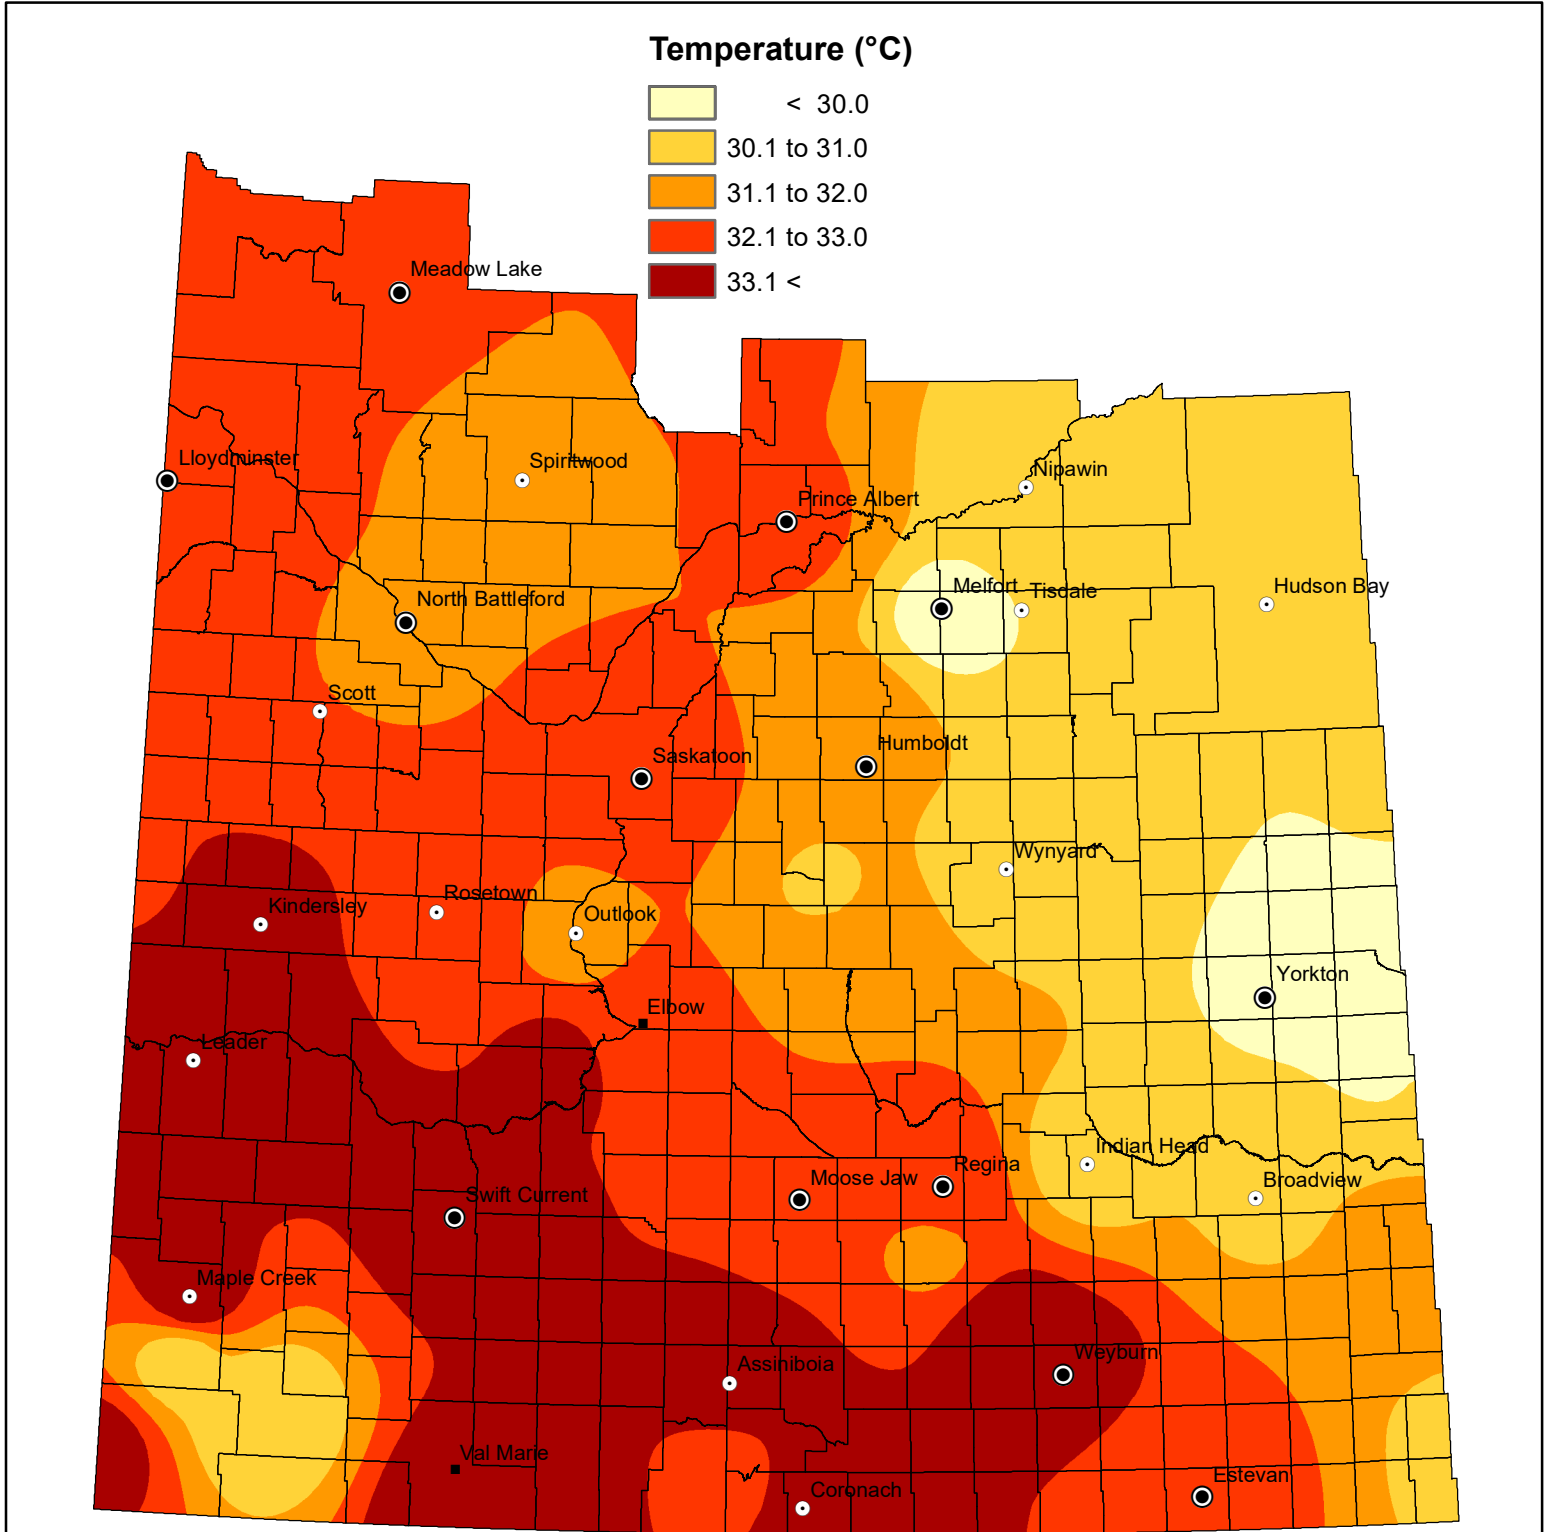 Temperature (°C)
< 30.0
30.1 to 31.0
31.1 to 32.0
32.1 to 33.0
33.1 <
Meadow Lake
Lloydminster
Spiritwood
Nipawin
Prince Albert
Melfort
Tisdale
Hudson Bay
North Battleford
Scott
Saskatoon
Humboldt
Wynyard
Rosetown
Kindersley
Outlook
Yorkton
Elbow
Leader
Indian Head
Regina
Moose Jaw
Broadview
Swift Current
Maple Creek
Weyburn
Assiniboia
Val Marie
Estevan
Coronach